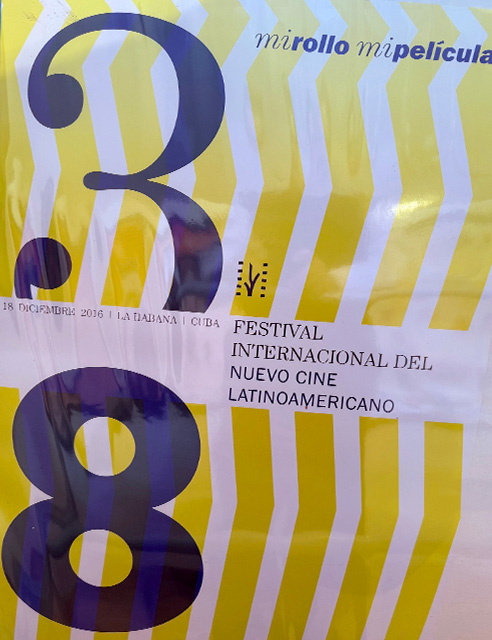 mirollo mipelícula
3
18 DICIEMBRE 2016 | LA HABANA | CUBA
FESTIVAL
INTERNACIONAL DEL
NUEVO CINE
LATINOAMERICANO
8